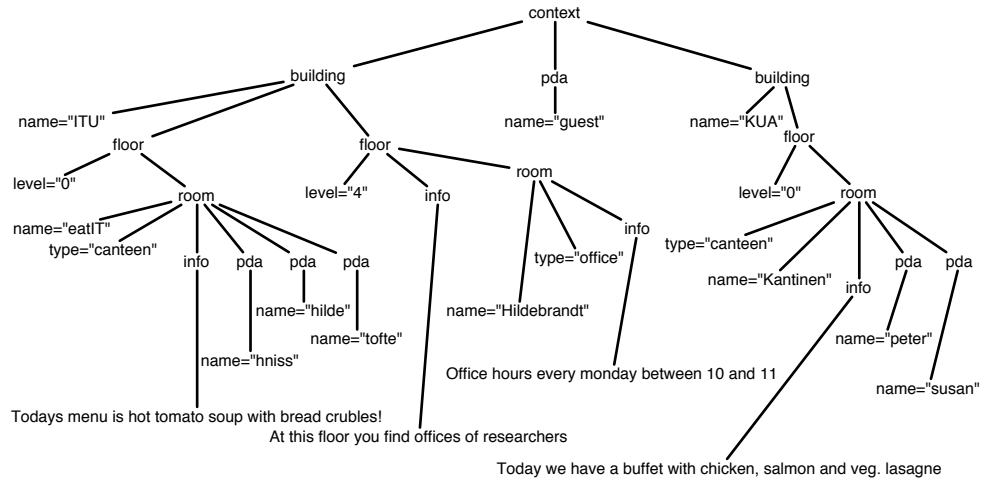 context
building
pda
building
name="ITU"
name="guest"
name="KUA"
floor
floor
floor
level="0"
room
level="4"
info
room
level="0"
room
name="eatIT"
type="canteen"
info
pda
pda
pda
type="office"
info
type="canteen"
name="Kantinen"
info
pda
pda
name="hilde"
name="Hildebrandt"
name="tofte"
name="peter"
name="hniss"
Office hours every monday between 10 and 11
name="susan"
Todays menu is hot tomato soup with bread crubles!
At this floor you find offices of researchers
Today we have a buffet with chicken, salmon and veg. lasagne